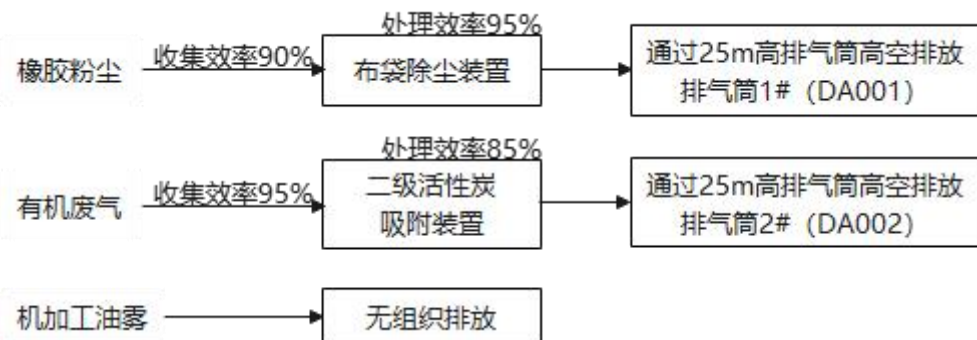 处理效率95%
橡胶粉尘
收集效率90%
布袋除尘装置
通过25m高排气筒高空排放
排气筒1#（DA001）
处理效率85%
有机废气
收集效率95%
二级活性炭
吸附装置
通过25m高排气筒高空排放
排气筒2#（DA002）
机加工油雾
无组织排放